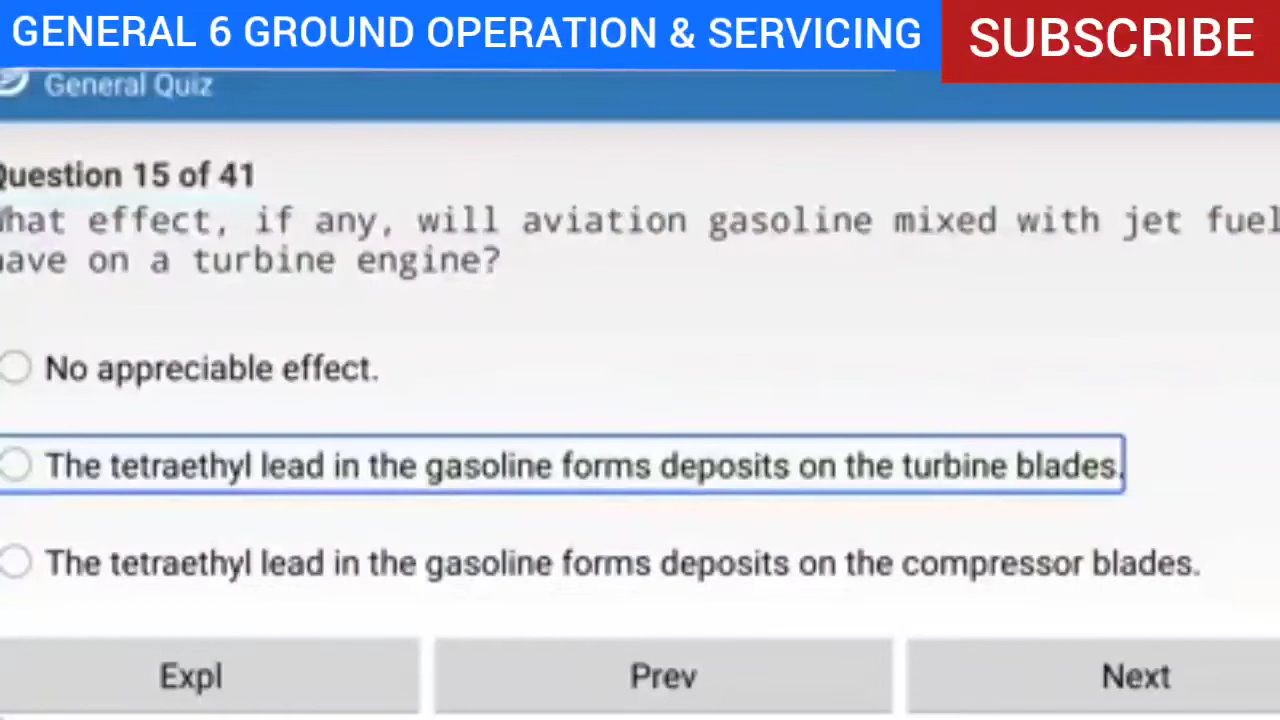 GENERAL 6 GROUND OPERATION & SERVICING
SUBSCRIBE
General Quiz
Question 15 of 41
What effect, if any, will aviation gasoline mixed with jet fuel
have on a turbine engine?
No appreciable effect.
The tetraethyl lead in the gasoline forms deposits on the turbine blades.
The tetraethyl lead in the gasoline forms deposits on the compressor blades.
Expl
Prev
Next